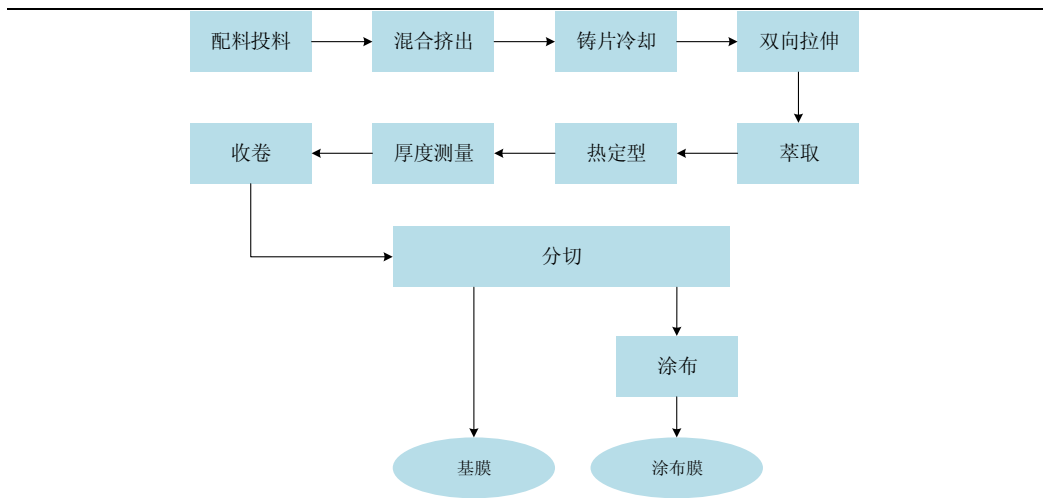 配料投料
混合挤出
铸片冷却
双向拉伸
萃取
热定型
厚度测量
收卷
分切
涂布
基膜
涂布膜